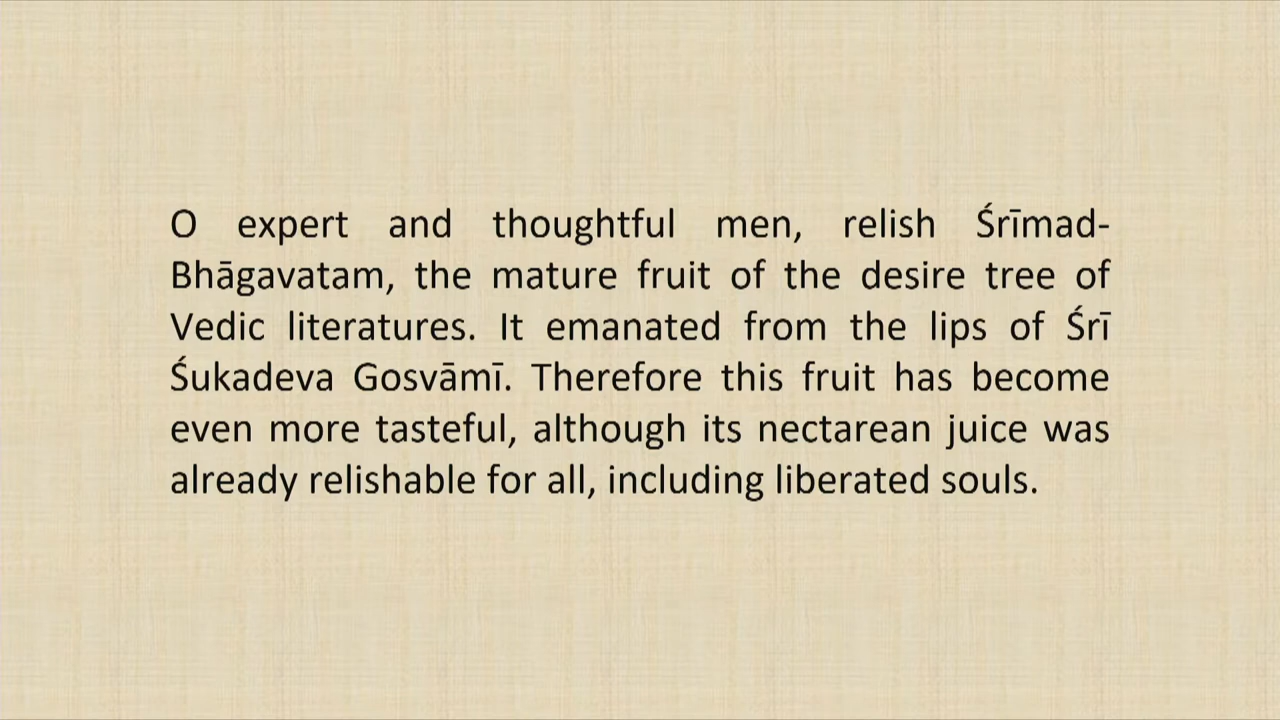 O expert and thoughtful men, relish Śrīmad-
Bhāgavatam, the mature fruit of the desire tree of
Vedic literatures. It emanated from the lips of Śrī
Śukadeva Gosvāmī. Therefore this fruit has become
even more tasteful, although its nectarean juice was
already relishable for all, including liberated souls.